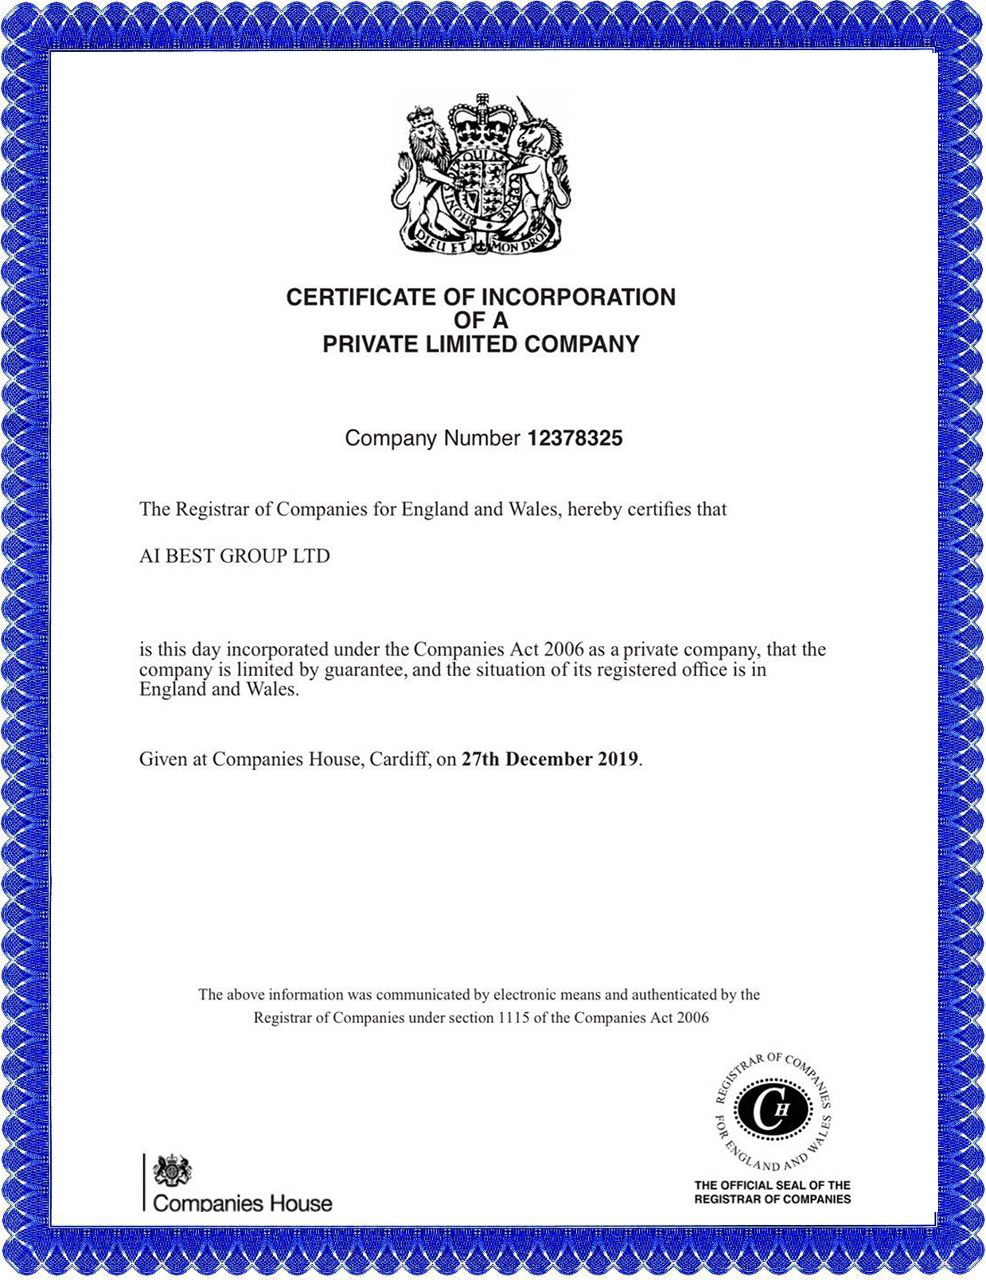 QUI
PENSE
DIEU ET MON DROIT
CERTIFICATE OF INCORPORATION
OF A
PRIVATE LIMITED COMPANY
Company Number 12378325
The Registrar of Companies for England and Wales, hereby certifies that
AI BEST GROUP LTD
is this day incorporated under the Companies Act 2006 as a private company, that the
company is limited by guarantee, and the situation of its registered office is in
England and Wales.
Given at Companies House, Cardiff, on 27th December 2019.
The above information was communicated by electronic means and authenticated by the
Registrar of Companies under section 1115 of the Companies Act 2006
REGISTRAR OF COMPANIES
FOR ENGLAND AND WALES
CH
THE OFFICIAL SEAL OF THE
REGISTRAR OF COMPANIES
Companies House